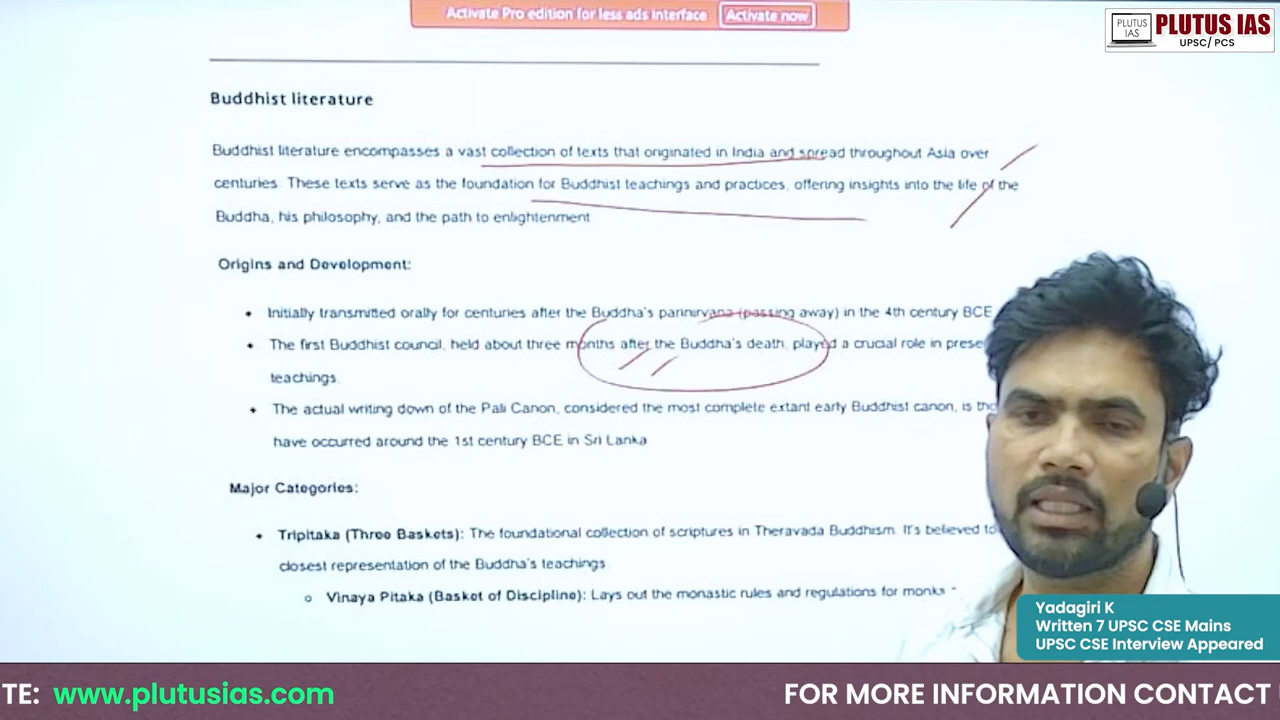 Activate Pro edition for less ads interface Activate now
PLUTUS
IAS
PLUTUS IAS
UPSC/ PCS
Buddhist literature
Buddhist literature encompasses a vast collection of texts that originated in India and spread throughout Asia over
centuries. These texts serve as the foundation for Buddhist teachings and practices, offering insights into the life of the
Buddha, his philosophy, and the path to enlightenment
Origins and Development:
• Initially transmitted orally for centuries after the Buddha's parinirvana (passing away) in the 4th century BCE
• The first Buddhist council, held about three months after the Buddha's death, played a crucial role in prese
teachings
• The actual writing down of the Pali Canon, considered the most complete extant early Buddhist canon, is tho
have occurred around the 1st century BCE in Sri Lanka
Major Categories:
• Tripitaka (Three Baskets): The foundational collection of scriptures in Theravada Buddhism. It's believed to
closest representation of the Buddha's teachings
o Vinaya Pitaka (Basket of Discipline): Lays out the monastic rules and regulations for monks
Yadagiri K
Written 7 UPSC CSE Mains
UPSC CSE Interview Appeared
TE: www.plutusias.com FOR MORE INFORMATION CONTACT